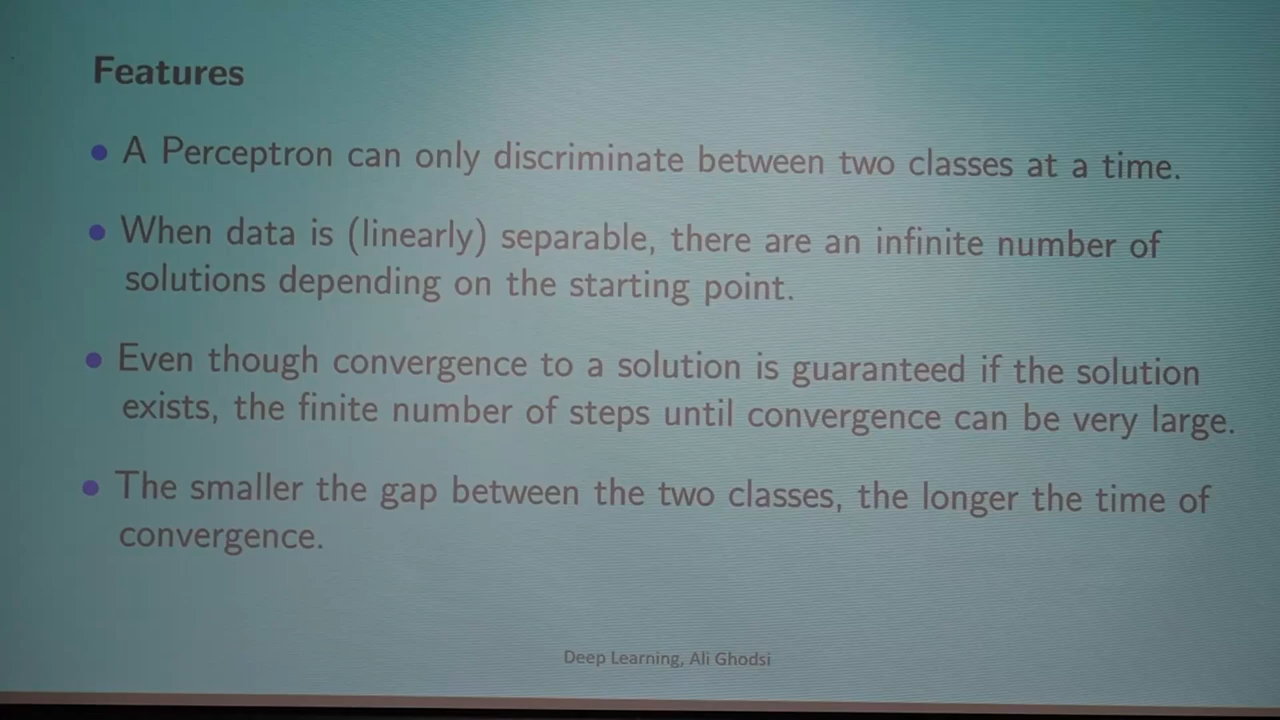 Features
• A Perceptron can only discriminate between two classes at a time.
• When data is (linearly) separable, there are an infinite number of
solutions depending on the starting point.
• Even though convergence to a solution is guaranteed if the solution
exists, the finite number of steps until convergence can be very large.
• The smaller the gap between the two classes, the longer the time of
convergence.
Deep Learning, Ali Ghodsi